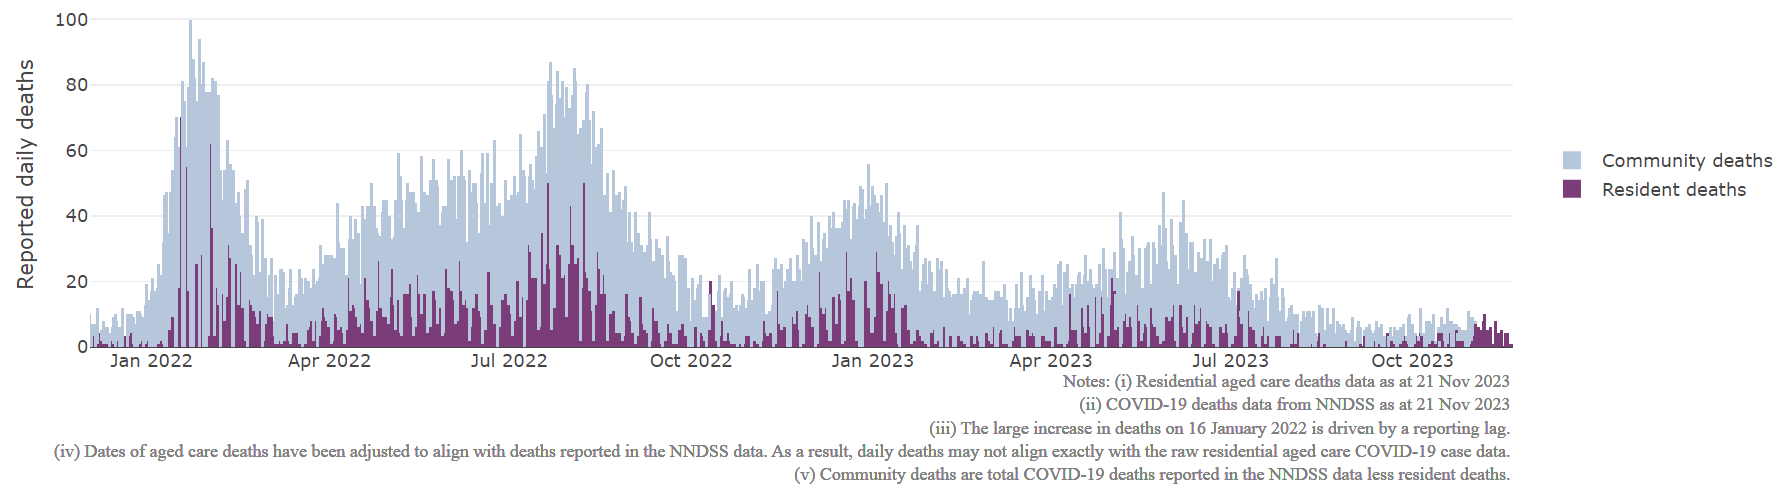 Reported daily deaths
100
80
60
40
20
0
Jan 2022 Apr 2022 Jul 2022 Oct 2022 Jan 2023 Apr 2023 Jul 2023 Oct 2023
Community deaths
Resident deaths
Notes: (i) Residential aged care deaths data as at 21 Nov 2023
(ii) COVID-19 deaths data from NNDSS as at 21 Nov 2023
(iii) The large increase in deaths on 16 January 2022 is driven by a reporting lag.
(iv) Dates of aged care deaths have been adjusted to align with deaths reported in the NNDSS data. As a result, daily deaths may not align exactly with the raw residential aged care COVID-19 case data.
(v) Community deaths are total COVID-19 deaths reported in the NNDSS data less resident deaths.